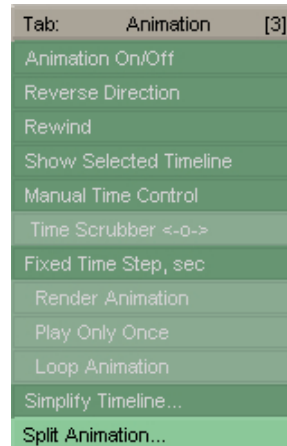 Tab: Animation [3]
Animation On/Off
Reverse Direction
Rewind
Show Selected Timeline
Manual Time Control
Time Scrubber <-o->
Fixed Time Step, sec
Render Animation
Play Only Once
Loop Animation
Simplify Timeline...
Split Animation...